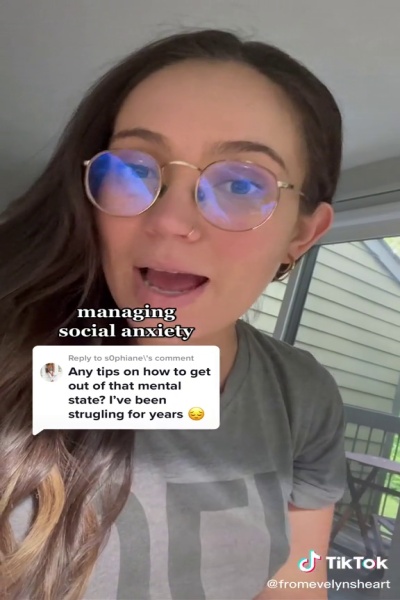 managing
social anxiety
Reply to s0phiane\'s comment
Any tips on how to get
out of that mental
state? I've been
strugling for years 😔
TikTok
@fromevelynsheart